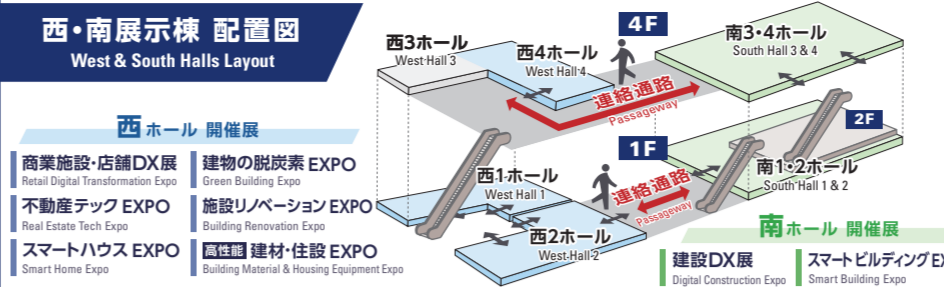 西・南展示棟 配置図
West & South Halls Layout
西ホール 開催展
商業施設・店舗DX展
Retail Digital Transformation Expo
建物の脱炭素 EXPO
Green Building Expo
不動産テック EXPO
Real Estate Tech Expo
施設リノベーション EXPO
Building Renovation Expo
スマートハウス EXPO
Smart Home Expo
高性能 建材・住設 EXPO
Building Material & Housing Equipment Expo
4F
西3ホール
West Hall 3
西4ホール
West Hall 4
連絡通路
Passageway
南3・4ホール
South Hall 3 & 4
2F
1F
西1ホール
West Hall 1
連絡通路
Passageway
南1・2ホール
South Hall 1 & 2
西2ホール
West Hall 2
南ホール 開催展
建設DX展
Digital Construction Expo
スマートビルディングEX
Smart Building Expo